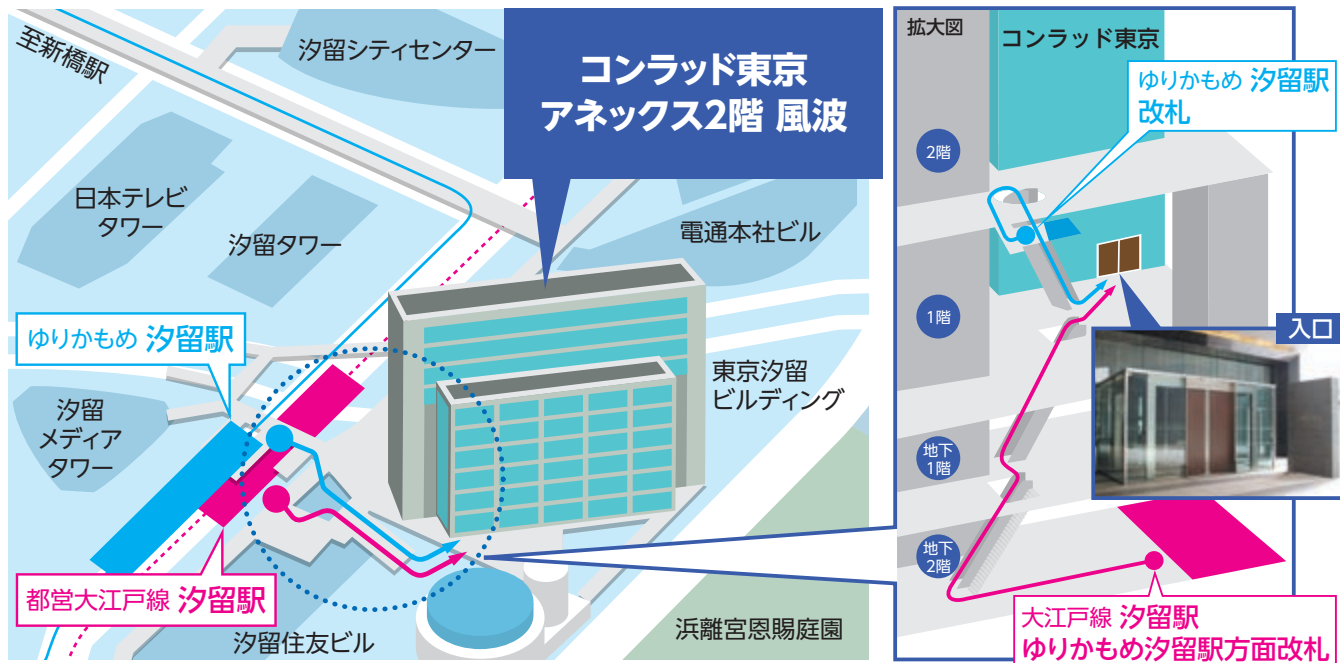 至新橋駅
汐留シティセンター
コンラッド東京
アネックス2階 風波
日本テレビ
タワー
汐留タワー
電通本社ビル
ゆりかもめ 汐留駅
汐留
メディア
タワー
東京汐留
ビルディング
都営大江戸線 汐留駅
汐留住友ビル
浜離宮恩賜庭園
拡大図
コンラッド東京
ゆりかもめ 汐留駅
改札
2階
1階
入口
地下
1階
地下
2階
大江戸線 汐留駅
ゆりかもめ汐留駅方面改札